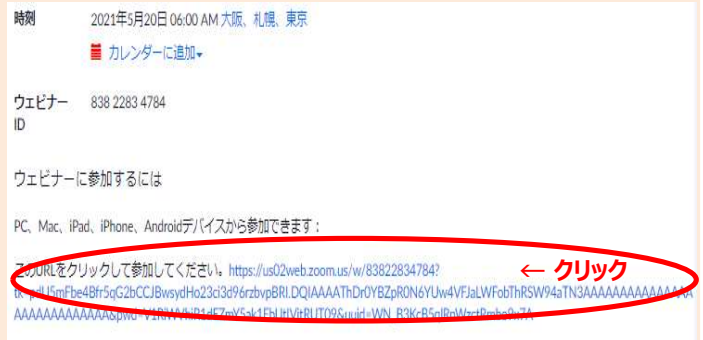 時刻 2021年5月20日 06:00 AM 大阪、札幌、東京
カレンダーに追加
ウェビナー 838 2283 4784
ID
ウェビナーに参加するには
PC、Mac、iPad、iPhone、Androidデバイスから参加できます：
このURLをクリックして参加してください。https://us02web.zoom.us/w/83822834784?
← クリック